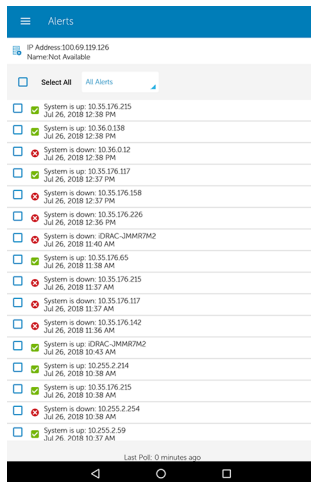 Alerts
IP Address:100.69.119.126
Name:Not Available
Select All All Alerts
System is up: 10.35.176.215
Jul 26, 2018 12:38 PM
System is up: 10.36.0.138
Jul 26, 2018 12:38 PM
System is down: 10.36.0.12
Jul 26, 2018 12:38 PM
System is up: 10.35.176.117
Jul 26, 2018 12:37 PM
System is down: 10.35.176.158
Jul 26, 2018 12:37 PM
System is down: 10.35.176.226
Jul 26, 2018 12:36 PM
System is down: iDRAC-JMMR7M2
Jul 26, 2018 11:40 AM
System is up: 10.35.176.65
Jul 26, 2018 11:38 AM
System is down: 10.35.176.215
Jul 26, 2018 11:37 AM
System is down: 10.35.176.117
Jul 26, 2018 11:37 AM
System is down: 10.35.176.142
Jul 26, 2018 11:36 AM
System is up: iDRAC-JMMR7M2
Jul 26, 2018 10:43 AM
System is up: 10.255.2.214
Jul 26, 2018 10:38 AM
System is up: 10.35.176.215
Jul 26, 2018 10:38 AM
System is down: 10.255.2.254
Jul 26, 2018 10:38 AM
System is up: 10.255.2.59
Jul 26, 2018 10:37 AM
Last Poll: 0 minutes ago